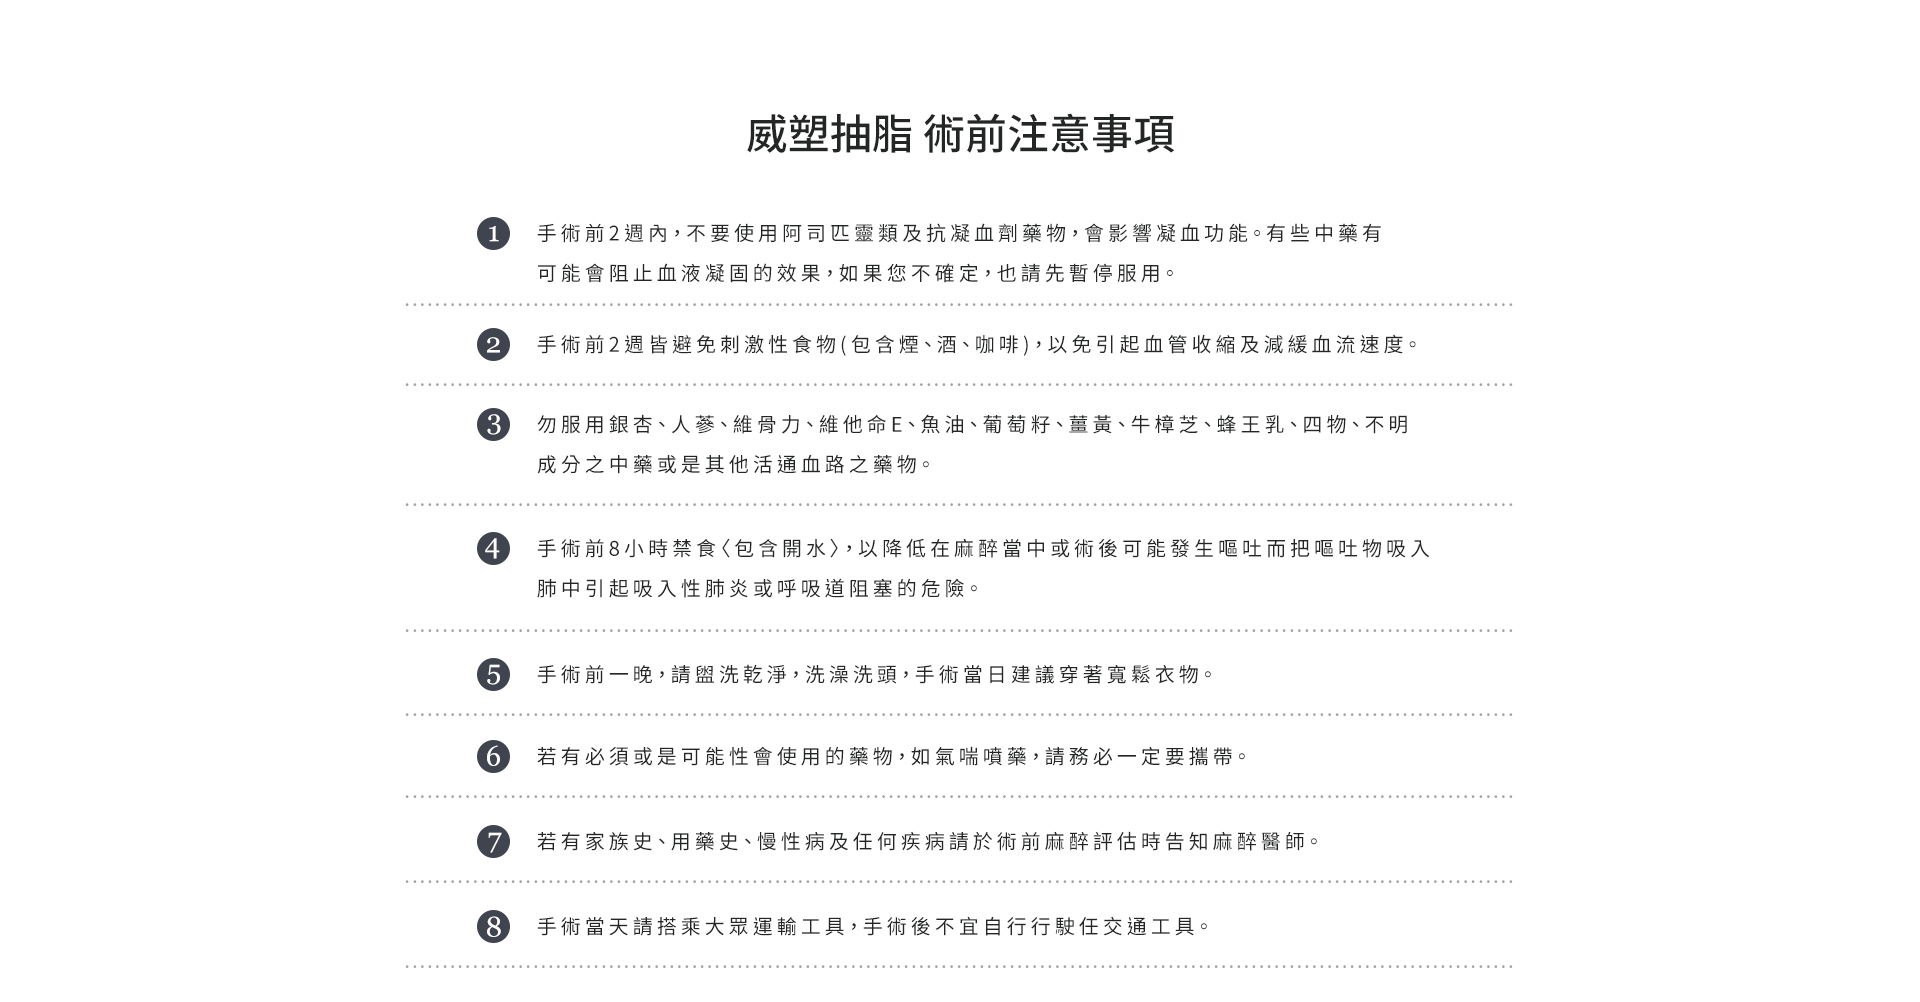 威塑抽脂 術前注意事項
1 手術前2週內，不要使用阿司匹靈類及抗凝血劑藥物，會影響凝血功能。有些中藥有
可能會阻止血液凝固的效果，如果您不確定，也請先暫停服用。
2 手術前2週皆避免刺激性食物(包含煙、酒、咖啡)，以免引起血管收縮及減緩血流速度。
3 勿服用銀杏、人蔘、維骨力、維他命E、魚油、葡萄籽、薑黃、牛樟芝、蜂王乳、四物、不明
成分之中藥或是其他活通血路之藥物。
4 手術前8小時禁食〈包含開水〉，以降低在麻醉當中或術後可能發生嘔吐而把嘔吐物吸入
肺中引起吸入性肺炎或呼吸道阻塞的危險。
5 手術前一晚，請盥洗乾淨，洗澡洗頭，手術當日建議穿著寬鬆衣物。
6 若有必須或是可能性會使用的藥物，如氣喘噴藥，請務必一定要攜帶。
7 若有家族史、用藥史、慢性病及任何疾病請於術前麻醉評估時告知麻醉醫師。
8 手術當天請搭乘大眾運輸工具，手術後不宜自行行駛任交通工具。